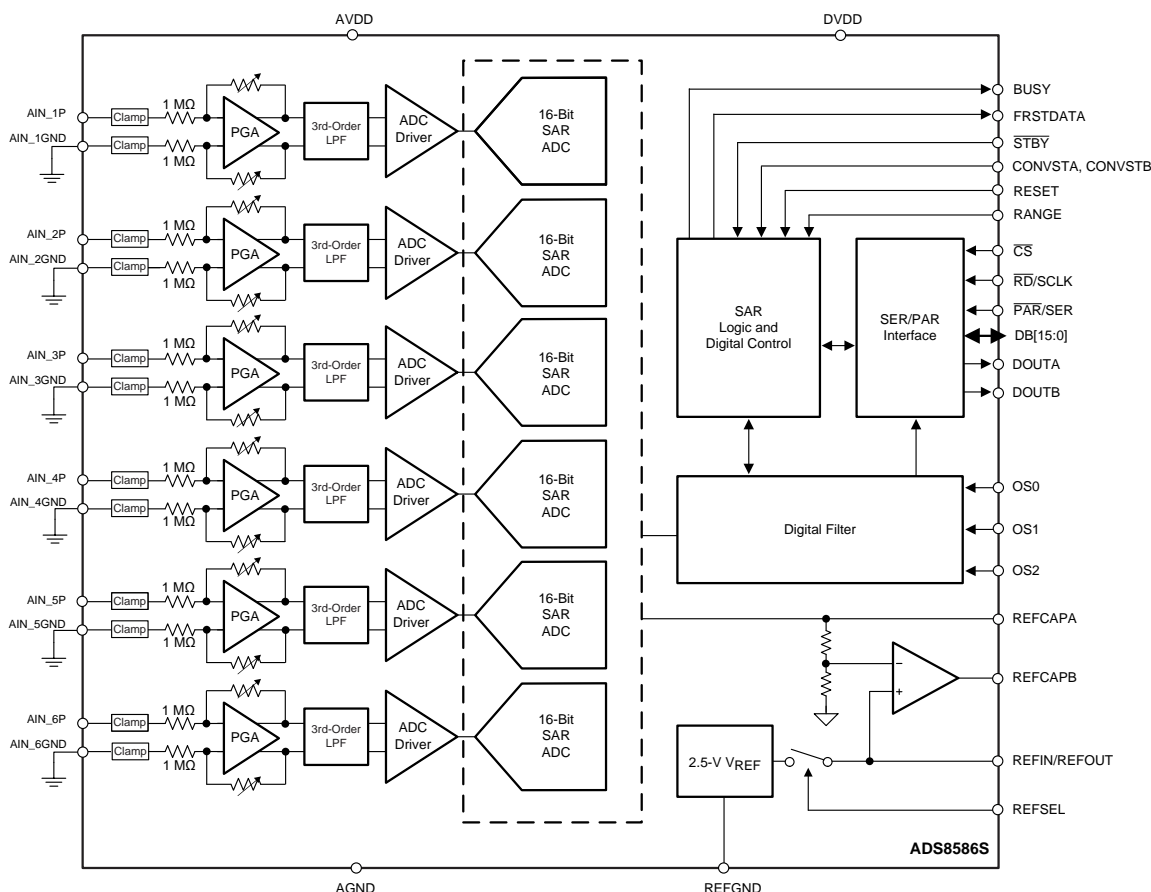 AVDD
DVDD
AIN_1P
Clamp
1 MΩ
AIN_1GND
Clamp
1 MΩ
PGA
3rd-Order
LPF
ADC
Driver
16-Bit
SAR
ADC
AIN_2P
Clamp
1 MΩ
AIN_2GND
Clamp
1 MΩ
PGA
3rd-Order
LPF
ADC
Driver
16-Bit
SAR
ADC
AIN_3P
Clamp
1 MΩ
AIN_3GND
Clamp
1 MΩ
PGA
3rd-Order
LPF
ADC
Driver
16-Bit
SAR
ADC
AIN_4P
Clamp
1 MΩ
AIN_4GND
Clamp
1 MΩ
PGA
3rd-Order
LPF
ADC
Driver
16-Bit
SAR
ADC
AIN_5P
Clamp
1 MΩ
AIN_5GND
Clamp
1 MΩ
PGA
3rd-Order
LPF
ADC
Driver
16-Bit
SAR
ADC
AIN_6P
Clamp
1 MΩ
AIN_6GND
Clamp
1 MΩ
PGA
3rd-Order
LPF
ADC
Driver
16-Bit
SAR
ADC
BUSY
FRSTDATA
STBY
CONVSTA, CONVSTB
RESET
RANGE
CS
RD/SCLK
PAR/SER
DB[15:0]
DOUTA
DOUTB
SAR
Logic and
Digital Control
SER/PAR
Interface
Digital Filter
OS0
OS1
OS2
REFCAPA
−
+
REFCAPB
2.5-V VREF
REFIN/REFOUT
REFSEL
ADS8586S
AGND
REFGND